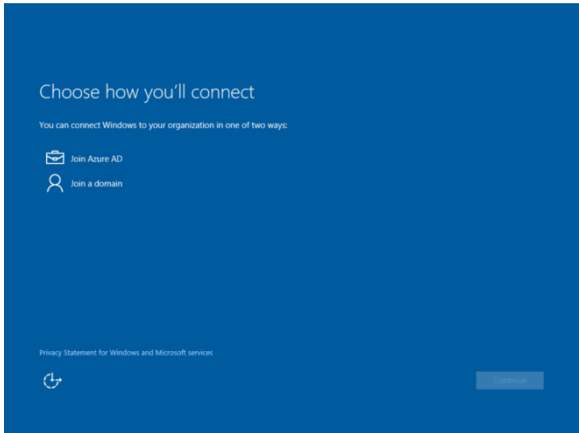 Choose how you'll connect
You can connect Windows to your organization in one of two ways:
Join Azure AD
Join a domain
Privacy Statement for Windows and Microsoft services
Continue